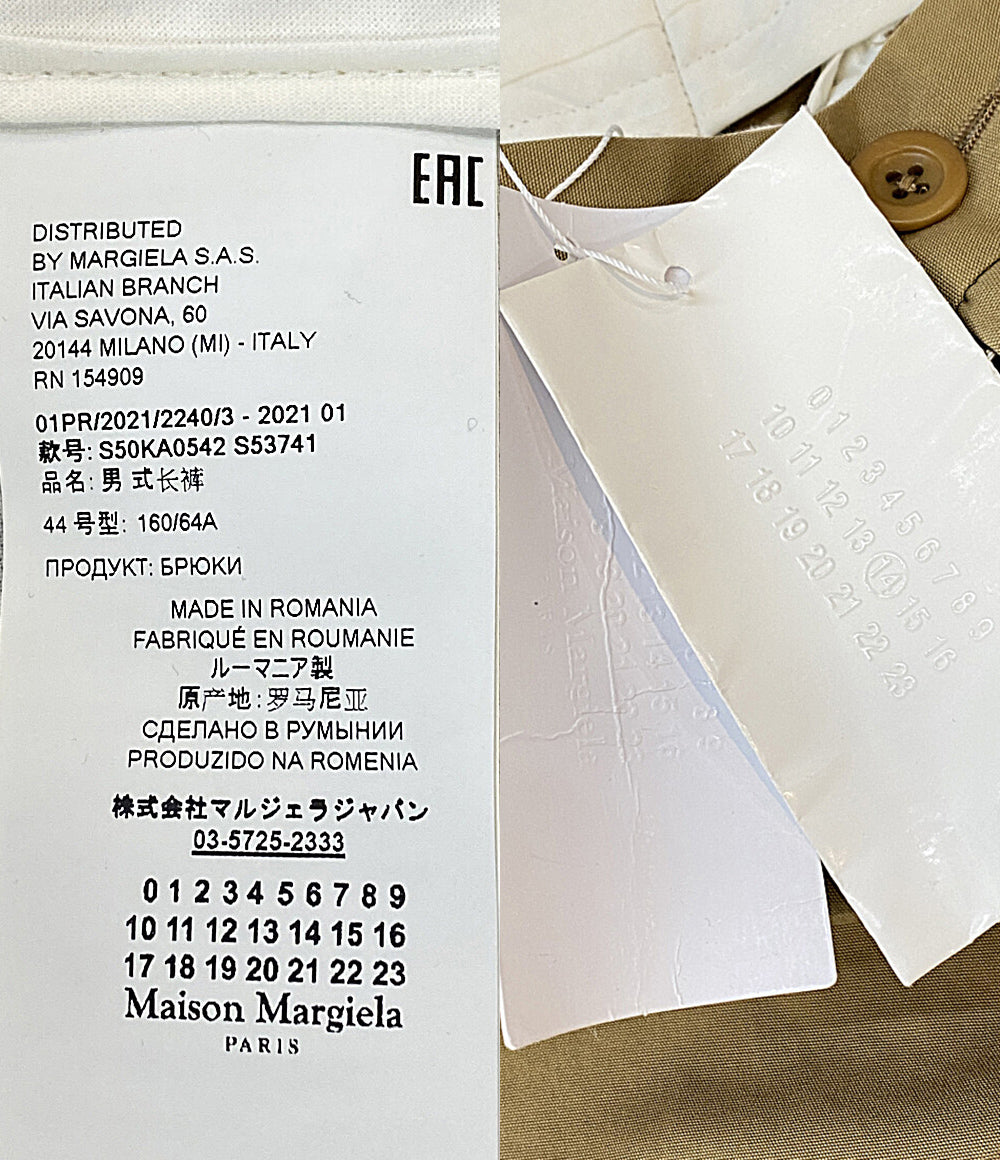 EAC
DISTRIBUTED
BY MARGIELA S.A.S.
ITALIAN BRANCH
VIA SAVONA, 60
20144 MILANO (MI) - ITALY
RN 154909
01PR/2021/2240/3 - 2021 01
款号: S50KA0542 S53741
品名: 男 式长裤
44 号型: 160/64A
ПРОДУКТ: БРЮКИ
MADE IN ROMANIA
FABRIQUÉ EN ROUMANIE
ルーマニア製
原产地: 罗马尼亚
СДЕЛАНО В РУМЫНИИ
PRODUZIDO NA ROMENIA
株式会社マルジェラジャパン
03-5725-2333
0 1 2 3 4 5 6 7 8 9
10 11 12 13 14 15 16
17 18 19 20 21 22 23
Maison Margiela
PARIS
0 1 2 3 4 5 6 7 8 9
10 11 12 13 14 15 16
17 18 19 20 21 22 23
Maison Margiela